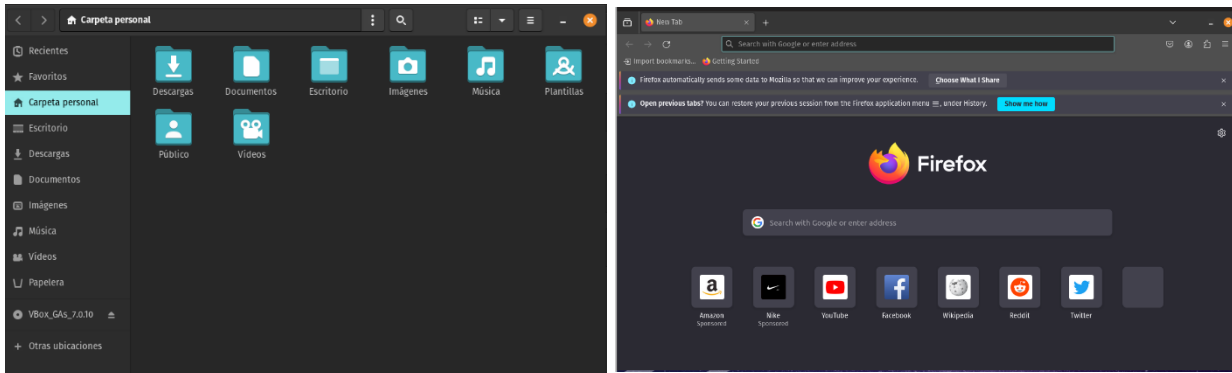 Carpeta personal
Recientes
Favoritos
Carpeta personal
Escritorio
Descargas
Documentos
Imágenes
Música
Vídeos
Papelera
VBox_GAs_7.0.10
+ Otras ubicaciones
Descargas
Documentos
Escritorio
Imágenes
Música
Plantillas
Público
Vídeos
New Tab
Search with Google or enter address
Import bookmarks... Getting Started
Firefox automatically sends some data to Mozilla so that we can improve your experience. Choose What I Share
Open previous tabs? You can restore your previous session from the Firefox application menu ☰, under History. Show me how
Firefox
Search with Google or enter address
Amazon
Sponsored
Nike
Sponsored
YouTube
Facebook
Wikipedia
Reddit
Twitter